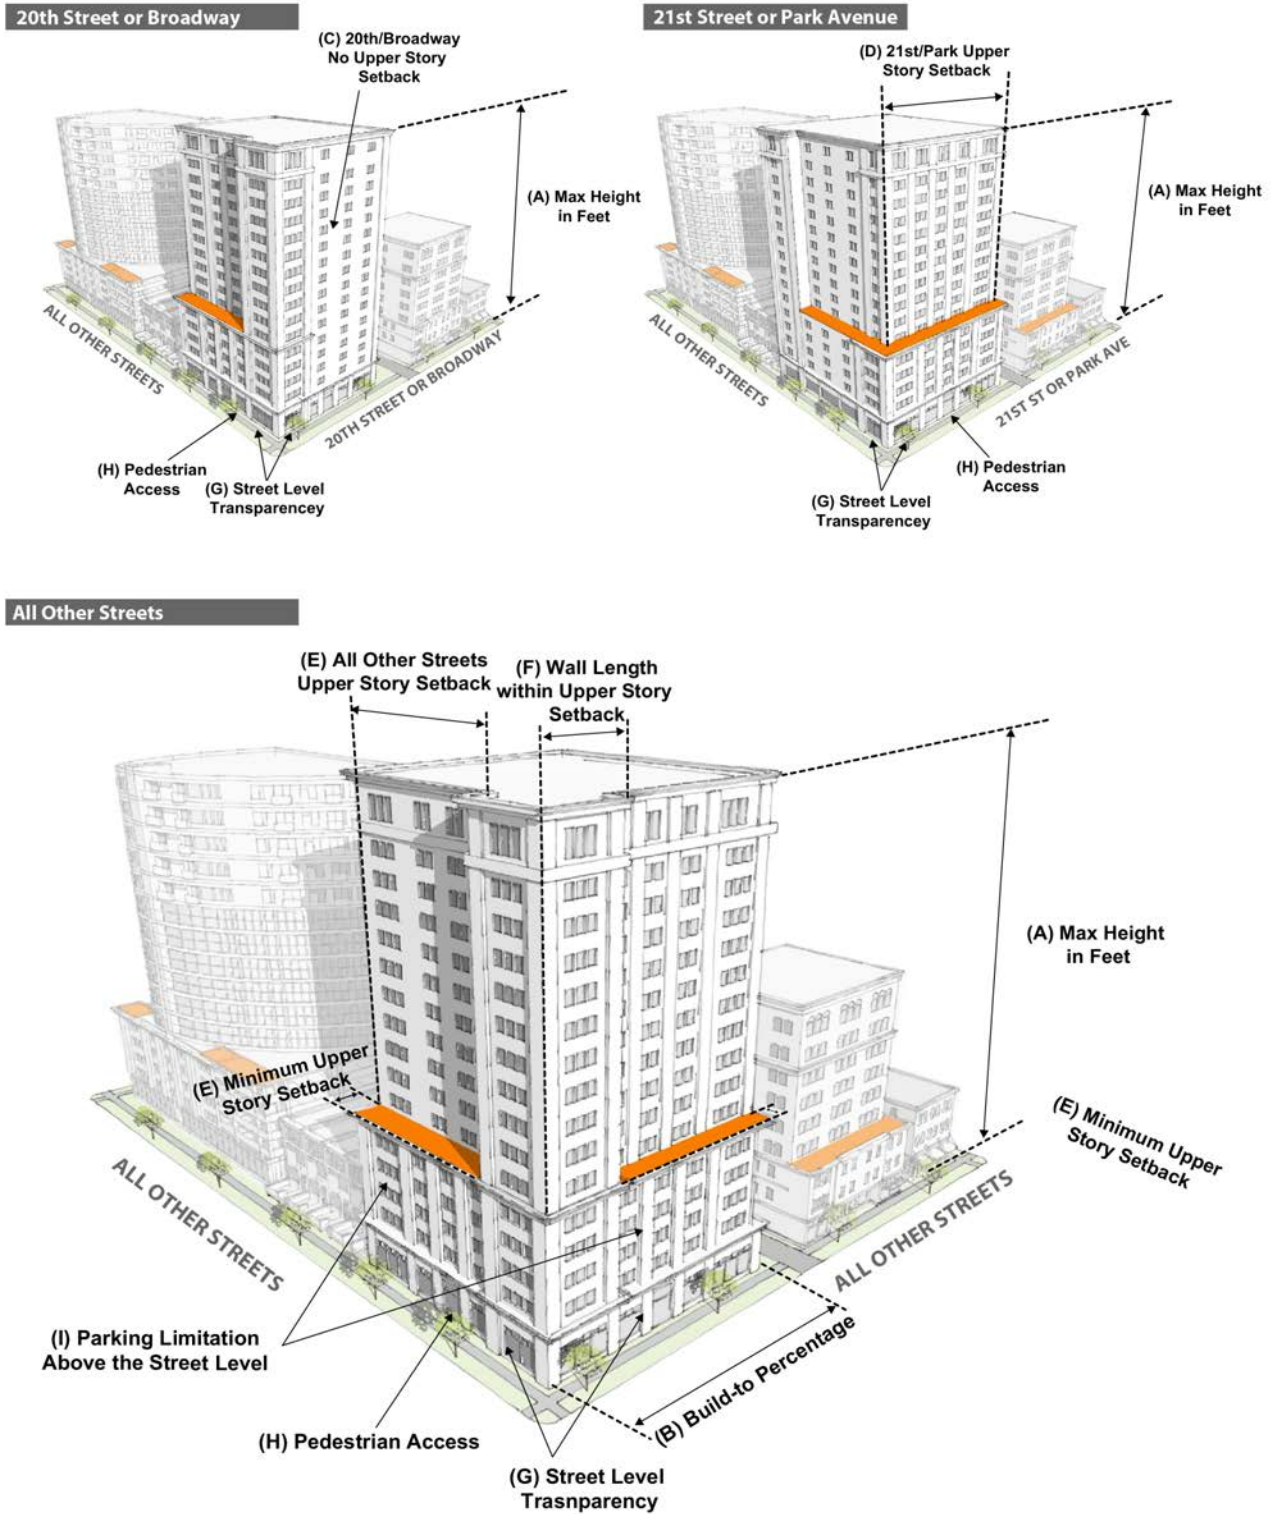 20th Street or Broadway
(C) 20th/Broadway
No Upper Story
Setback
(A) Max Height
in Feet
ALL OTHER STREETS
20TH STREET OR BROADWAY
(H) Pedestrian
Access
(G) Street Level
Transparencey
21st Street or Park Avenue
(D) 21st/Park Upper
Story Setback
(A) Max Height
in Feet
ALL OTHER STREETS
21ST ST OR PARK AVE
(H) Pedestrian
Access
(G) Street Level
Transparencey
All Other Streets
(E) All Other Streets
Upper Story Setback
(F) Wall Length
within Upper Story
Setback
(A) Max Height
in Feet
(E) Minimum Upper
Story Setback
(E) Minimum Upper
Story Setback
ALL OTHER STREETS
ALL OTHER STREETS
(I) Parking Limitation
Above the Street Level
(B) Build-to Percentage
(H) Pedestrian Access
(G) Street Level
Trasnparency